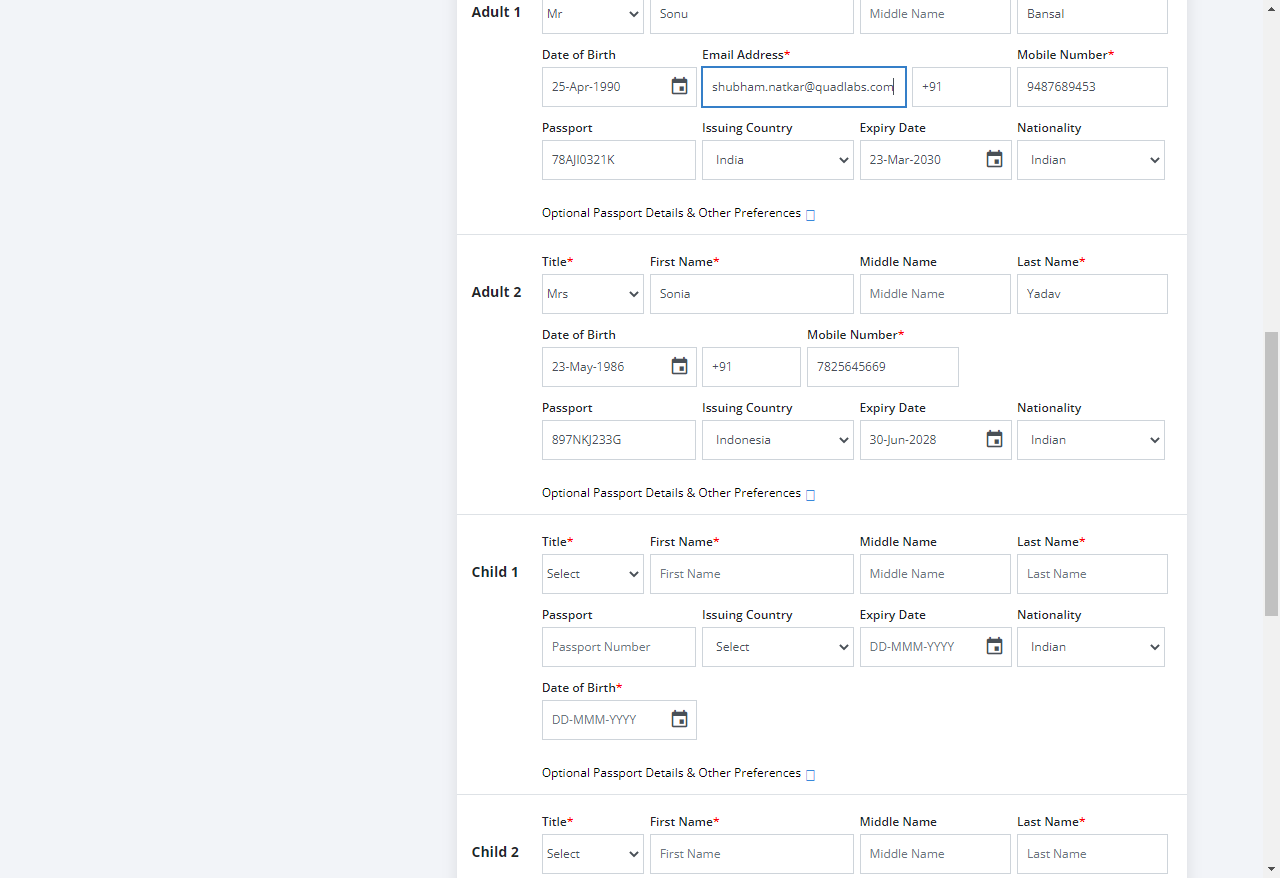 Adult 1 Mr Sonu Middle Name Bansal
Date of Birth Email Address* Mobile Number*
25-Apr-1990 shubham.natkar@quadlabs.com +91 9487689453
Passport Issuing Country Expiry Date Nationality
78AJI0321K India 23-Mar-2030 Indian
Optional Passport Details & Other Preferences
Title* First Name* Middle Name Last Name*
Adult 2 Mrs Sonia Middle Name Yadav
Date of Birth Mobile Number*
23-May-1986 +91 7825645669
Passport Issuing Country Expiry Date Nationality
897NKJ233G Indonesia 30-Jun-2028 Indian
Optional Passport Details & Other Preferences
Title* First Name* Middle Name Last Name*
Child 1 Select First Name Middle Name Last Name
Passport Issuing Country Expiry Date Nationality
Passport Number Select DD-MMM-YYYY Indian
Date of Birth*
DD-MMM-YYYY
Optional Passport Details & Other Preferences
Title* First Name* Middle Name Last Name*
Child 2 Select First Name Middle Name Last Name